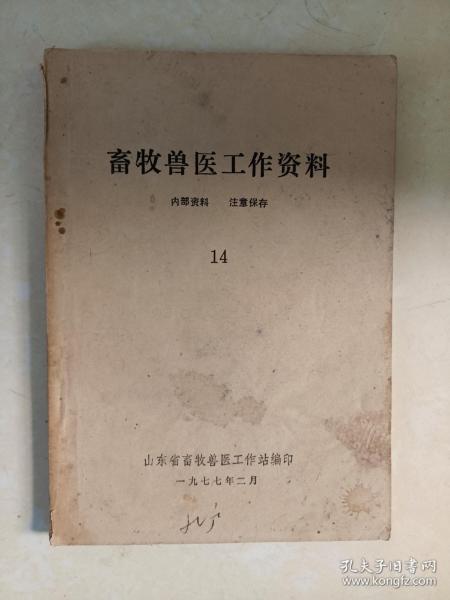 畜牧兽医工作资料
内部资料 注意保存
14
山东省畜牧兽医工作站编印
一九七七年二月
孔夫子旧书网
www.kongfz.com